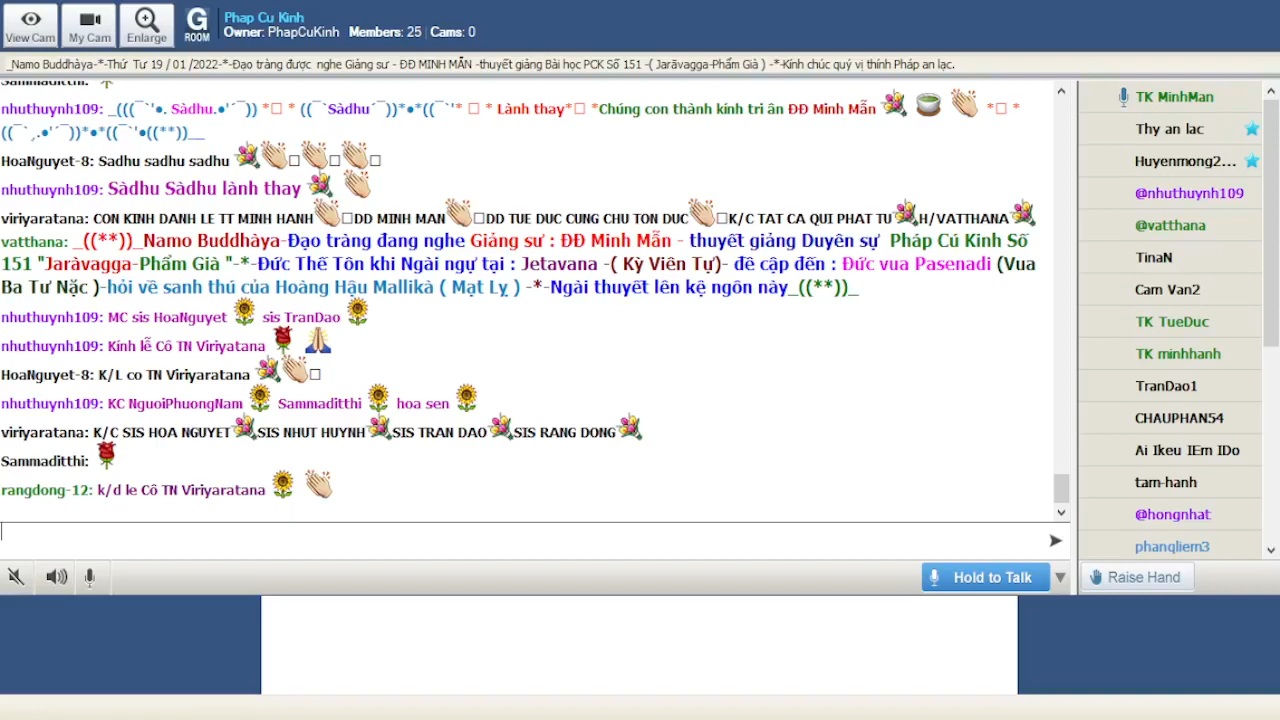 View Cam
My Cam
Enlarge
G ROOM
Phap Cu Kinh
Owner: PhapCuKinh Members: 25 Cams: 0
_Namo Buddhàya-*-Thứ Tư 19 / 01 /2022-*-Đạo tràng được nghe Giảng sư - ĐĐ MINH MẪN -thuyết giảng Bài học PCK Số 151 -( Jarāvagga-Phẩm Già ) -*-Kính chúc quý vị thính Pháp an lạc.
Sammaditthi:
nhuthuynh109: _(((¯`'•. Sàdhu.•'´¯)) *□ * ((¯`Sàdhu´¯))*•*((¯`'* □ * Lành thay*□ *Chúng con thành kính tri ân ĐĐ Minh Mẫn *□ *
((¯`´.•'´¯))*•*((¯`'•((**))__
HoaNguyet-8: Sadhu sadhu sadhu
nhuthuynh109: Sàdhu Sàdhu lành thay
viriyaratana: CON KINH DANH LE TT MINH HANH□DD MINH MAN□DD TUE DUC CUNG CHU TON DUC□K/C TAT CA QUI PHAT TU H/VATTHANA
vatthana: _((**))_Namo Buddhàya-Đạo tràng đang nghe Giảng sư : ĐĐ Minh Mẫn - thuyết giảng Duyên sự Pháp Cú Kinh Số
151 "Jaràvagga-Phẩm Già "-*-Đức Thế Tôn khi Ngài ngự tại : Jetavana -( Kỳ Viên Tự)- đề cập đến : Đức vua Pasenadi (Vua
Ba Tư Nặc )-hỏi về sanh thú của Hoàng Hậu Mallikà ( Mạt Lỵ ) -*-Ngài thuyết lên kệ ngôn này_((**))_
nhuthuynh109: MC sis HoaNguyet sis TranDao
nhuthuynh109: Kính lễ Cô TN Viriyatana
HoaNguyet-8: K/L co TN Viriyaratana
nhuthuynh109: KC NguoiPhuongNam Sammaditthi hoa sen
viriyaratana: K/C SIS HOA NGUYET SIS NHUT HUYNH SIS TRAN DAO SIS RANG DONG
Sammaditthi:
rangdong-12: k/d le Cô TN Viriyaratana
Hold to Talk
TK MinhMan
Thy an lac
Huyenmong2...
@nhuthuynh109
@vatthana
TinaN
Cam Van2
TK TueDuc
TK minhhanh
TranDao1
CHAUPHAN54
Ai Ikeu IEm IDo
tam-hanh
@hongnhat
phanqliem3
Raise Hand